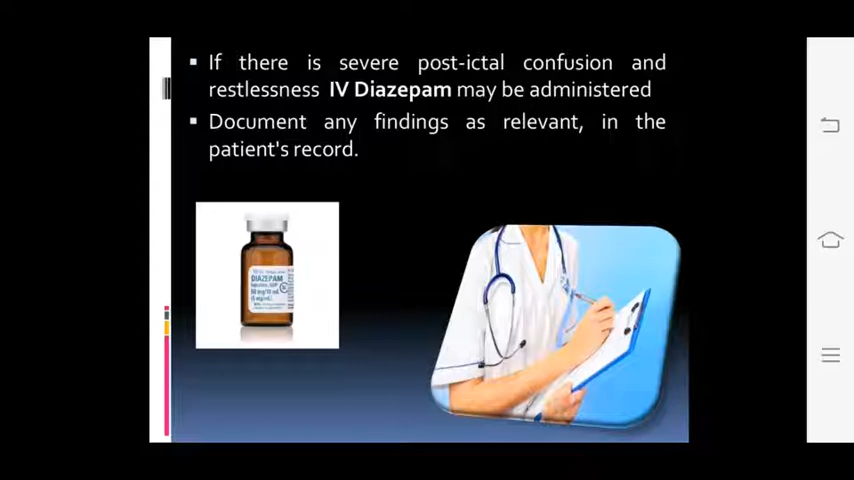 ▪ If there is severe post-ictal confusion and
restlessness IV Diazepam may be administered
▪ Document any findings as relevant, in the
patient's record.
DIAZEPAM